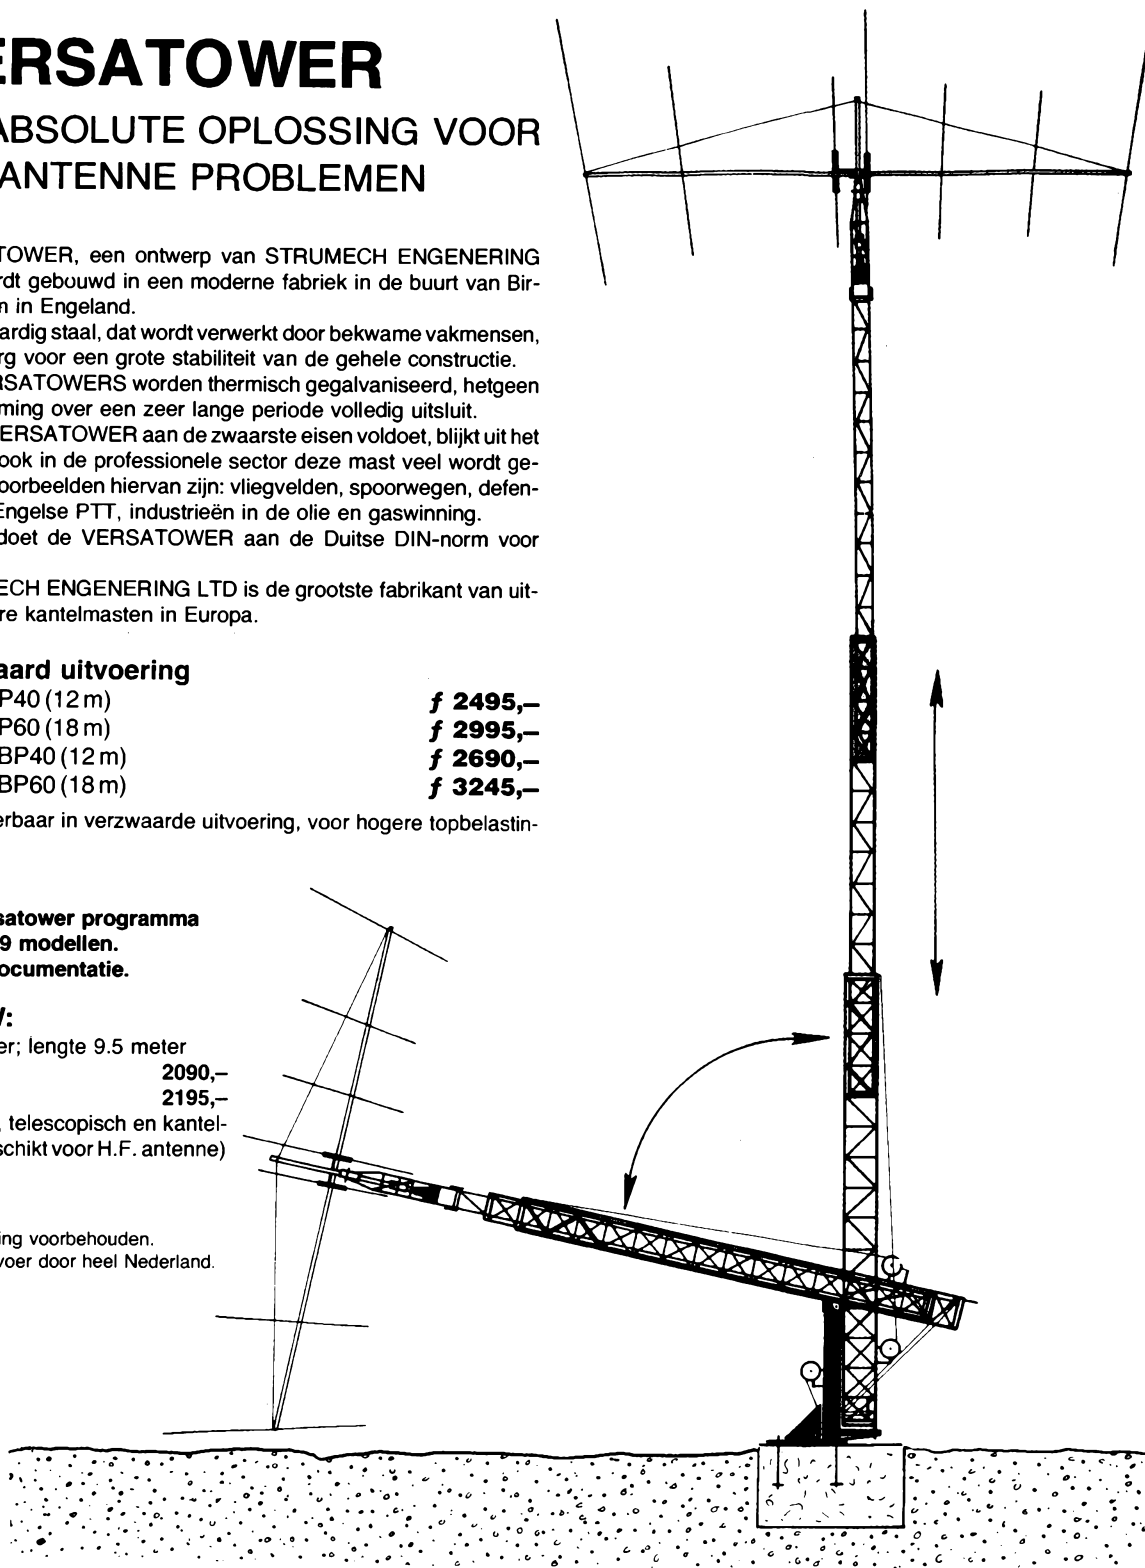 ERSATOWER
ABSOLUTE OPLOSSING VOOR
ANTENNE PROBLEMEN
TOWER, een ontwerp van STRUMECH ENGENERING
rdt gebouwd in een moderne fabriek in de buurt van Bir-
n in Engeland.
aardig staal, dat wordt verwerkt door bekwame vakmensen,
rg voor een grote stabiliteit van de gehele constructie.
RSATOWERS worden thermisch gegalvaniseerd, hetgeen
ming over een zeer lange periode volledig uitsluit.
ERSATOWER aan de zwaarste eisen voldoet, blijkt uit het
ook in de professionele sector deze mast veel wordt ge-
oorbeelden hiervan zijn: vliegvelden, spoorwegen, defen-
Engelse PTT, industrieën in de olie en gaswinning.
doet de VERSATOWER aan de Duitse DIN-norm voor
ECH ENGENERING LTD is de grootste fabrikant van uit-
re kantelmasten in Europa.
aard uitvoering
P40 (12 m) ƒ 2495,–
P60 (18 m) ƒ 2995,–
BP40 (12 m) ƒ 2690,–
BP60 (18 m) ƒ 3245,–
erbaar in verzwaarde uitvoering, voor hogere topbelastin-
satower programma
9 modellen.
ocumentatie.
:
er; lengte 9.5 meter
2090,–
2195,–
, telescopisch en kantel-
schikt voor H.F. antenne)
ing voorbehouden.
voer door heel Nederland.